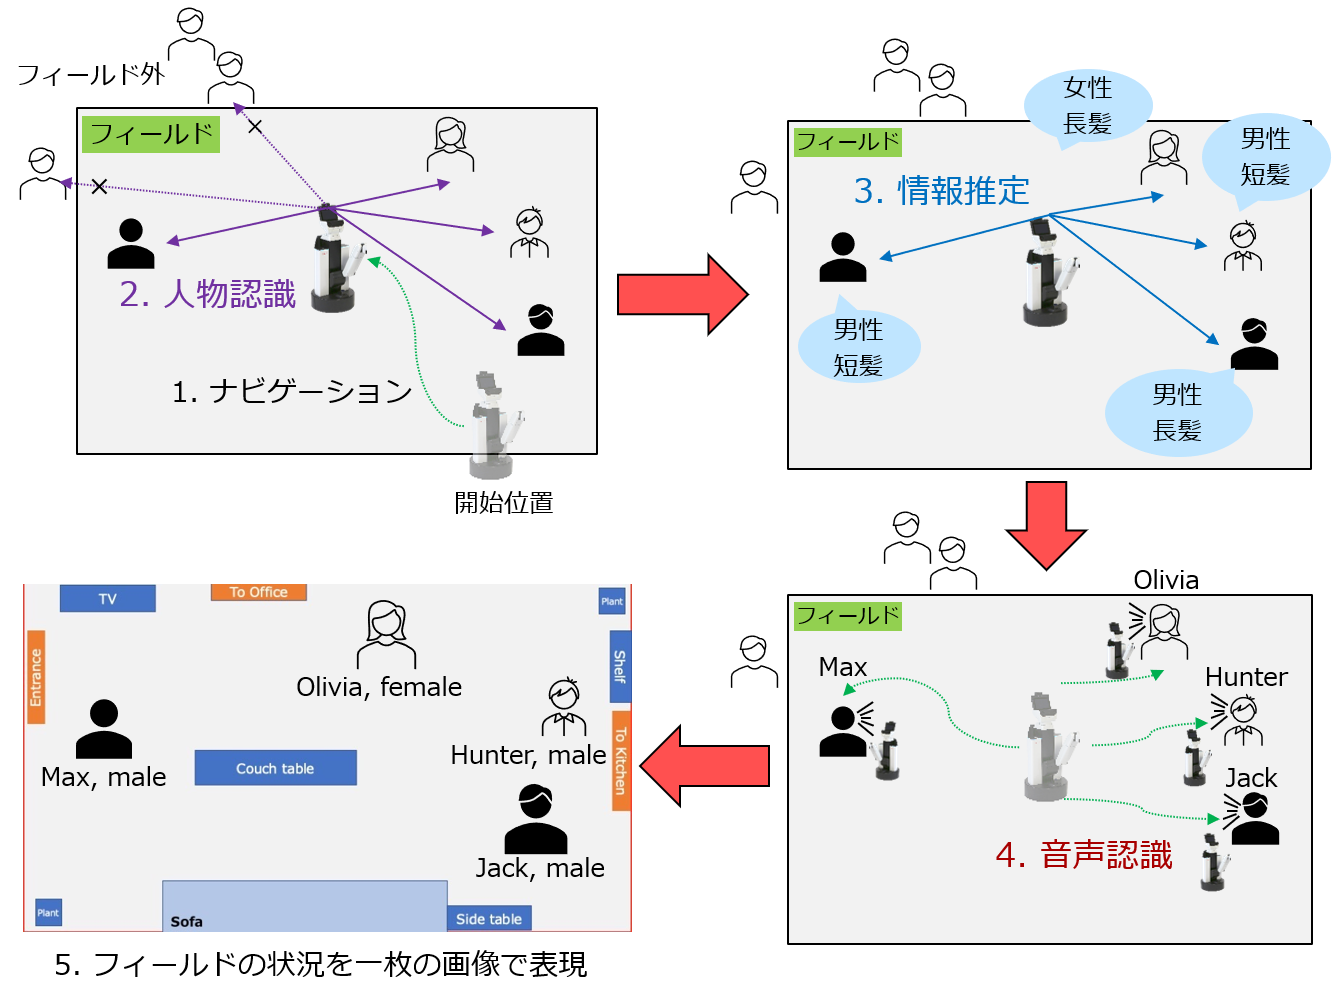 フィールド外
フィールド
2. 人物認識
1. ナビゲーション
開始位置
フィールド
女性
長髪
男性
短髪
3. 情報推定
男性
短髪
男性
長髪
Olivia
フィールド
Max
Hunter
Jack
4. 音声認識
TV
To Office
Plant
Entrance
Shelf
Olivia, female
Hunter, male
To Kitchen
Max, male
Couch table
Jack, male
Plant
Sofa
Side table
5. フィールドの状況を一枚の画像で表現